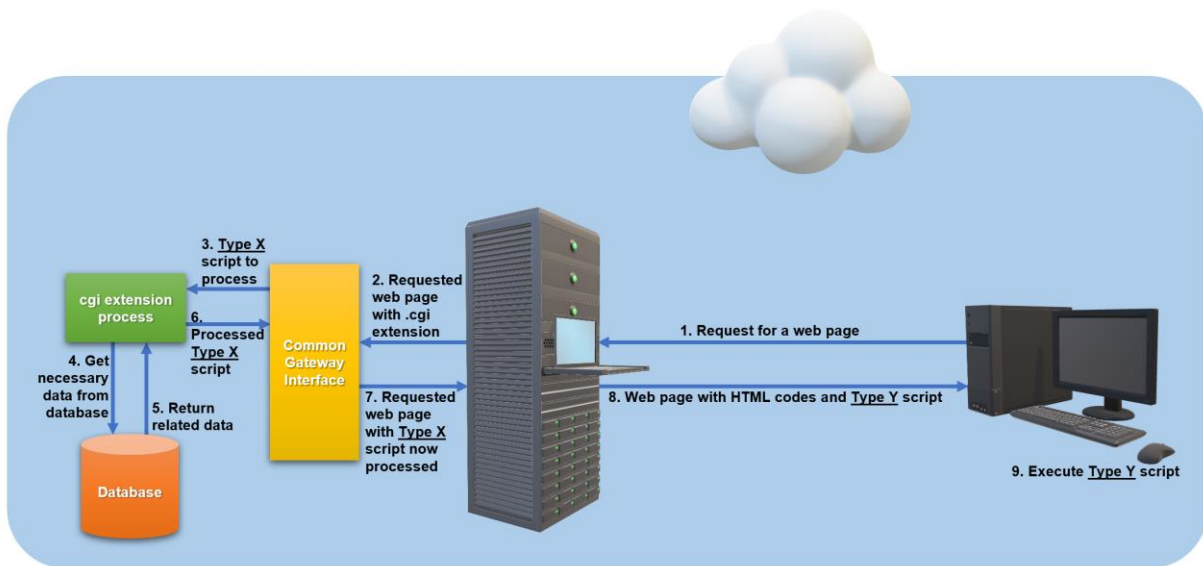 3. Type X
script to
process
cgi extension
process
6.
Processed
Type X
script
4. Get
necessary
data from
database
5. Return
related data
Database
Common
Gateway
Interface
2. Requested
web page
with .cgi
extension
7. Requested
web page
with Type X
script now
processed
1. Request for a web page
8. Web page with HTML codes and Type Y script
9. Execute Type Y script